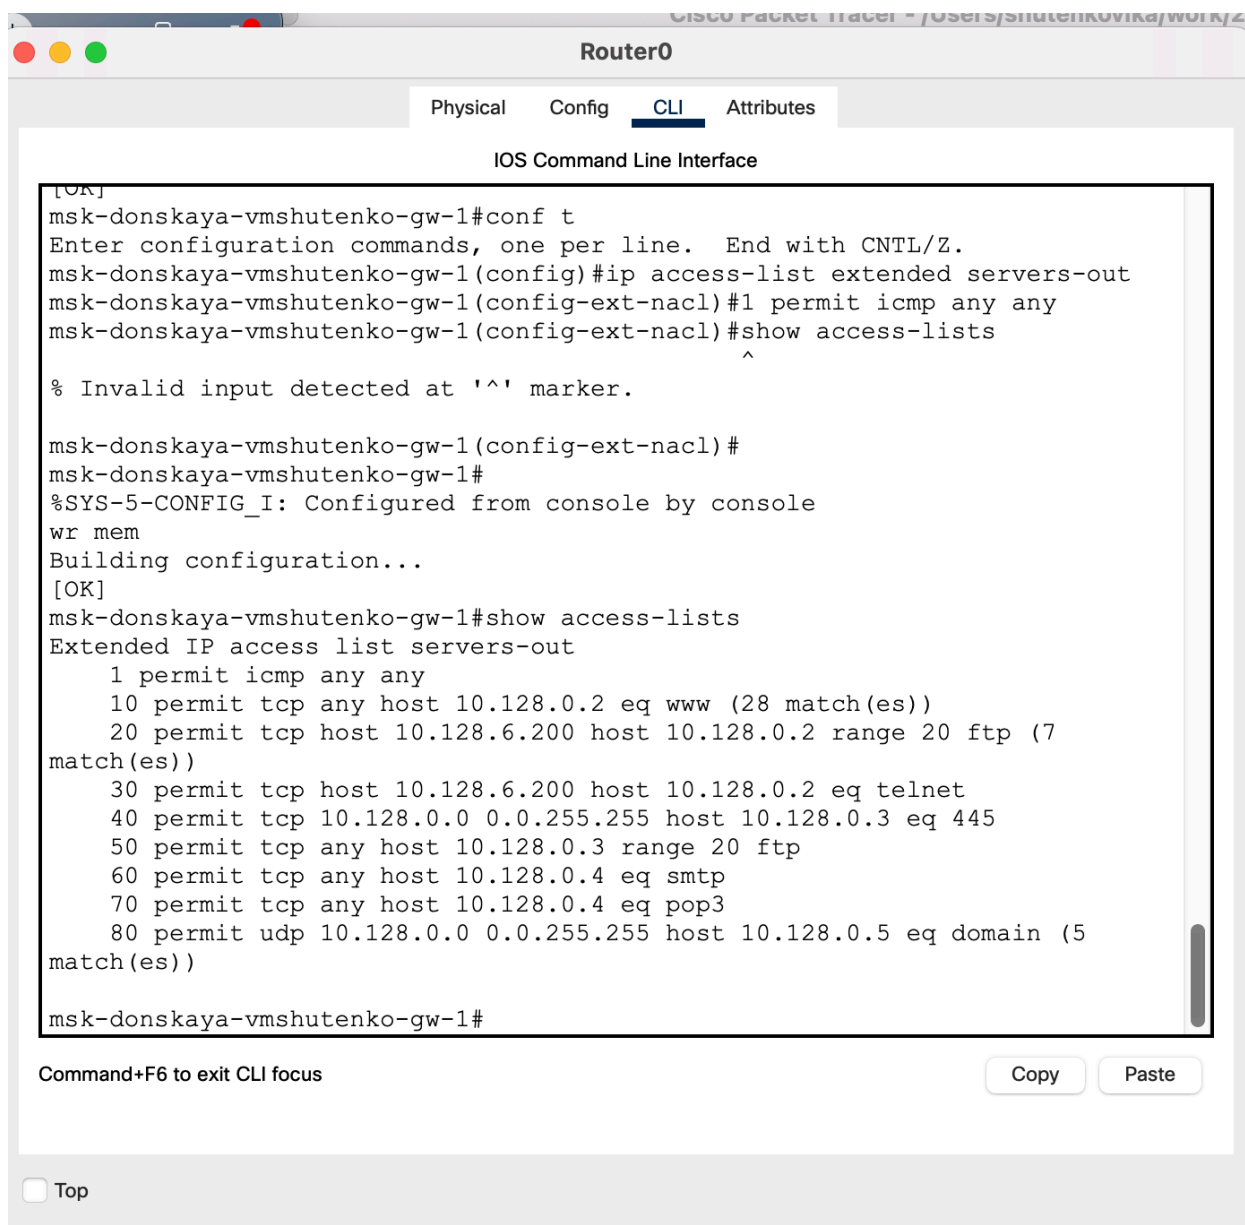 Cisco Packet Tracer - /Users/shutenkovika/work/2
Router0
Physical Config CLI Attributes
IOS Command Line Interface
[OK]
msk-donskaya-vmshutenko-gw-1#conf t
Enter configuration commands, one per line.  End with CNTL/Z.
msk-donskaya-vmshutenko-gw-1(config)#ip access-list extended servers-out
msk-donskaya-vmshutenko-gw-1(config-ext-nacl)#1 permit icmp any any
msk-donskaya-vmshutenko-gw-1(config-ext-nacl)#show access-lists
^
% Invalid input detected at '^' marker.
msk-donskaya-vmshutenko-gw-1(config-ext-nacl)#
msk-donskaya-vmshutenko-gw-1#
%SYS-5-CONFIG_I: Configured from console by console
wr mem
Building configuration...
[OK]
msk-donskaya-vmshutenko-gw-1#show access-lists
Extended IP access list servers-out
1 permit icmp any any
10 permit tcp any host 10.128.0.2 eq www (28 match(es))
20 permit tcp host 10.128.6.200 host 10.128.0.2 range 20 ftp (7
match(es))
30 permit tcp host 10.128.6.200 host 10.128.0.2 eq telnet
40 permit tcp 10.128.0.0 0.0.255.255 host 10.128.0.3 eq 445
50 permit tcp any host 10.128.0.3 range 20 ftp
60 permit tcp any host 10.128.0.4 eq smtp
70 permit tcp any host 10.128.0.4 eq pop3
80 permit udp 10.128.0.0 0.0.255.255 host 10.128.0.5 eq domain (5
match(es))
msk-donskaya-vmshutenko-gw-1#
Command+F6 to exit CLI focus
Copy Paste
Top